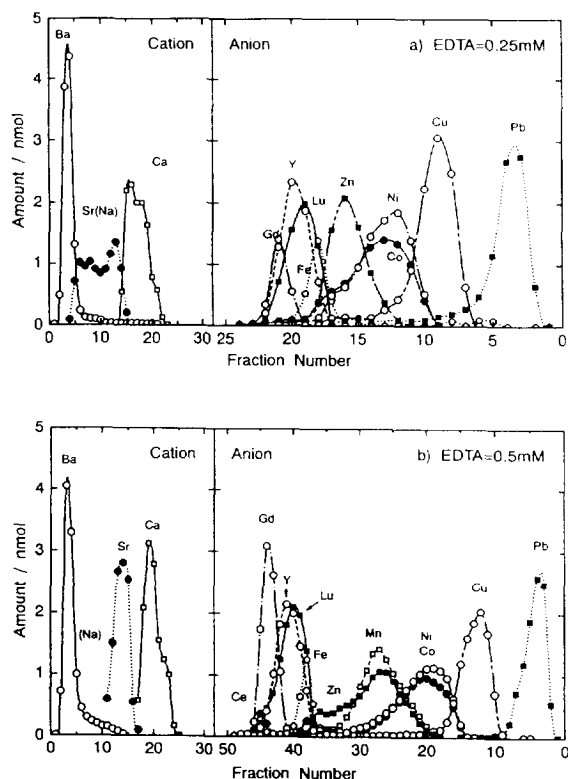 Cation
Anion
a) EDTA=0.25mM
Ba
Sr(Na)
Ca
Gd
Y
Lu
Fe
Zn
Ni
Co
Cu
Pb
Amount / nmol
5
4
3
2
1
0
0 10 20 30
20 15 10 5 0
Fraction Number
Cation
Anion
b) EDTA=0.5mM
Ba
(Na)
Sr
Ca
Ce
Gd
Y
Lu
Fe
Zn
Mn
Ni
Co
Cu
Pb
Amount / nmol
5
4
3
2
1
0
0 10 20 30
50 40 30 20 10 0
Fraction Number